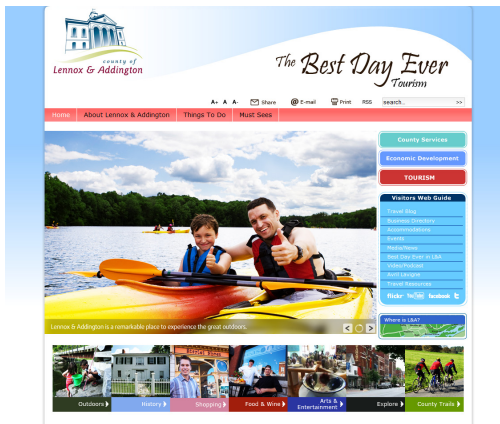 county of
Lennox & Addington
The Best Day Ever
Tourism
A+ A A- Share E-mail Print RSS search... >>
Home About Lennox & Addington Things To Do Must Sees
County Services
Economic Development
TOURISM
Visitors Web Guide
Travel Blog
Business Directory
Accommodations
Events
Media/News
Best Day Ever in L&A
Video/Podcast
Avril Lavigne
Travel Resources
flickr YouTube facebook t
Lennox & Addington is a remarkable place to experience the great outdoors.
< >
Where is L&A?
Outdoors
History
Shopping
Food & Wine
Arts &
Entertainment
Explore
County Trails